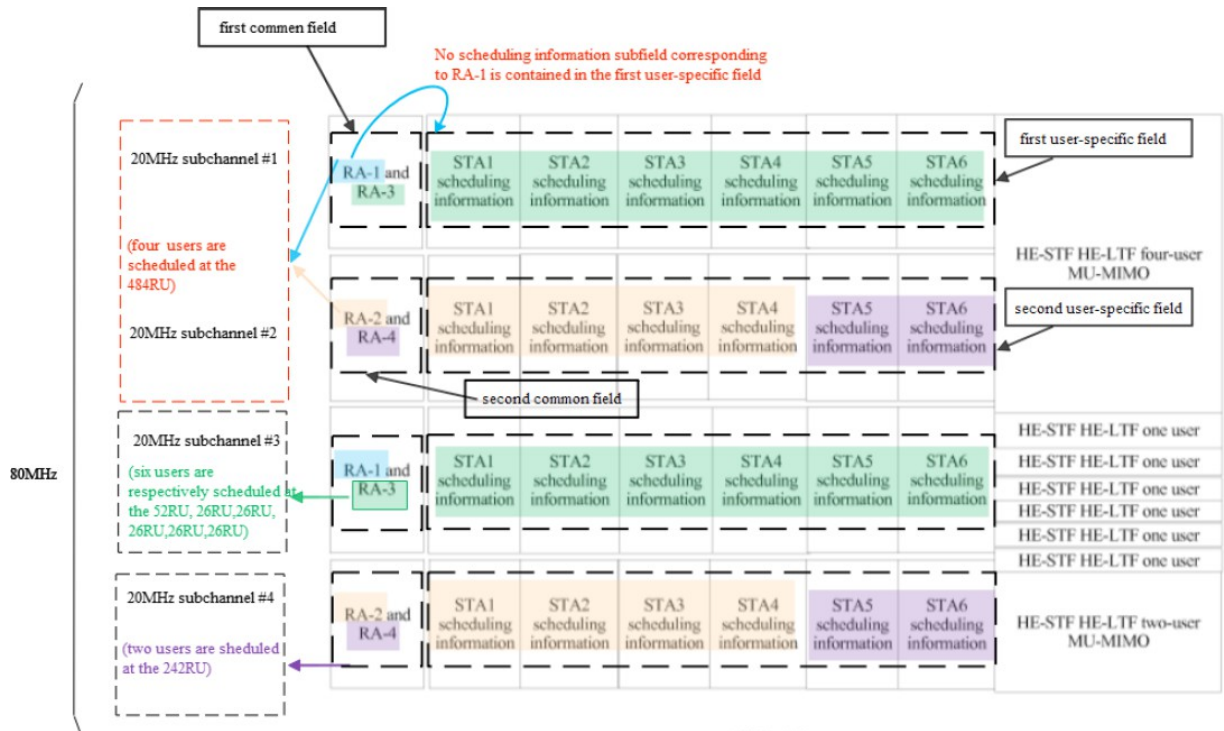 first commen field
No scheduling information subfield corresponding
to RA-1 is contained in the first user-specific field
80MHz
20MHz subchannel #1
(four users are
scheduled at the
484RU)
20MHz subchannel #2
RA-1 and
RA-3
STA1
scheduling
information
STA2
scheduling
information
STA3
scheduling
information
STA4
scheduling
information
STA5
scheduling
information
STA6
scheduling
information
first user-specific field
HE-STF HE-LTF four-user
MU-MIMO
RA-2 and
RA-4
STA1
scheduling
information
STA2
scheduling
information
STA3
scheduling
information
STA4
scheduling
information
STA5
scheduling
information
STA6
scheduling
information
second user-specific field
second common field
20MHz subchannel #3
(six users are
respectively scheduled at
the 52RU, 26RU,26RU,
26RU,26RU,26RU)
RA-1 and
RA-3
STA1
scheduling
information
STA2
scheduling
information
STA3
scheduling
information
STA4
scheduling
information
STA5
scheduling
information
STA6
scheduling
information
HE-STF HE-LTF one user
HE-STF HE-LTF one user
HE-STF HE-LTF one user
HE-STF HE-LTF one user
HE-STF HE-LTF one user
HE-STF HE-LTF one user
20MHz subchannel #4
(two users are sheduled
at the 242RU)
RA-2 and
RA-4
STA1
scheduling
information
STA2
scheduling
information
STA3
scheduling
information
STA4
scheduling
information
STA5
scheduling
information
STA6
scheduling
information
HE-STF HE-LTF two-user
MU-MIMO